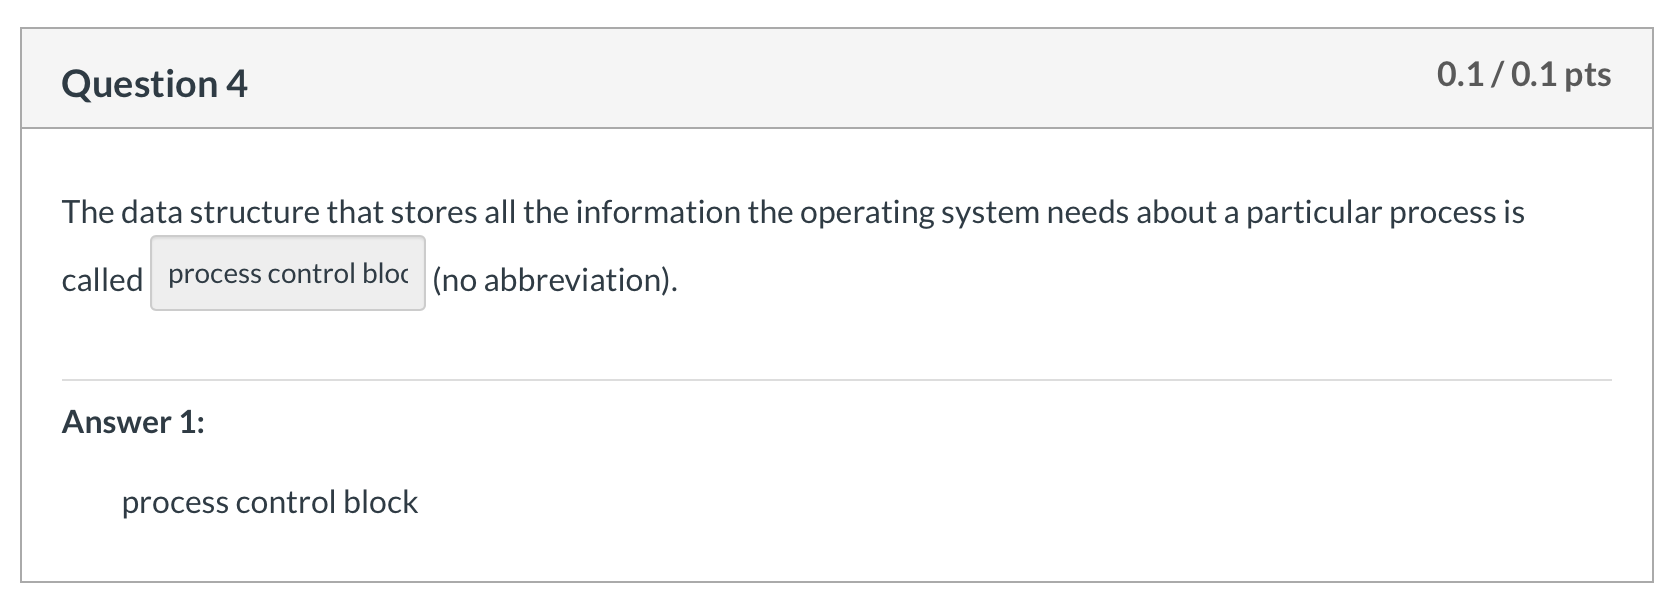 Question 4
0.1 / 0.1 pts
The data structure that stores all the information the operating system needs about a particular process is
called process control bloc (no abbreviation).
Answer 1:
process control block